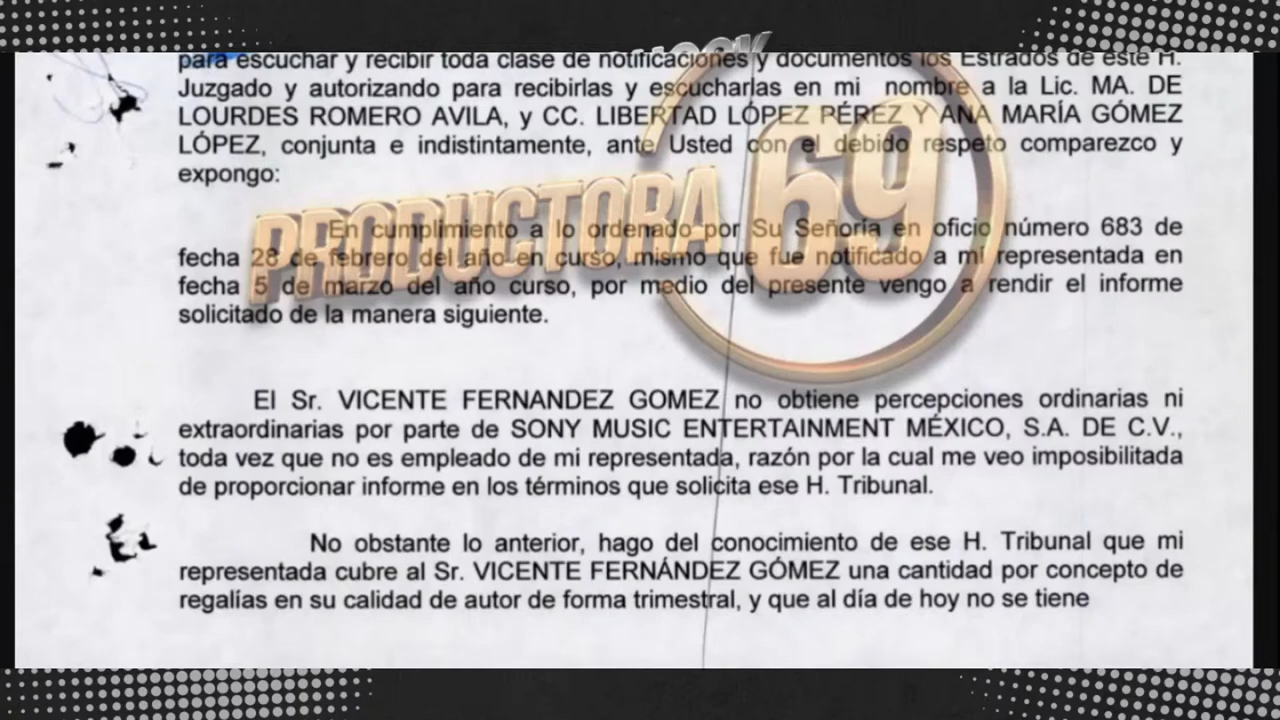 para escuchar y recibir toda clase de notificaciones y documentos los Estrados de este H.
Juzgado y autorizando para recibirlas y escucharlas en mi nombre a la Lic. MA. DE
LOURDES ROMERO AVILA, y CC. LIBERTAD LÓPEZ PÉREZ Y ANA MARÍA GÓMEZ
LÓPEZ, conjunta e indistintamente, ante Usted con el debido respeto comparezco y
expongo:
PRODUCTORA 69
En cumplimiento a lo ordenado por Su Señoría en oficio número 683 de
fecha 28 de febrero del año en curso, mismo que fue notificado a mi representada en
fecha 5 de marzo del año curso, por medio del presente vengo a rendir el informe
solicitado de la manera siguiente.
El Sr. VICENTE FERNANDEZ GOMEZ no obtiene percepciones ordinarias ni
extraordinarias por parte de SONY MUSIC ENTERTAINMENT MÉXICO, S.A. DE C.V.,
toda vez que no es empleado de mi representada, razón por la cual me veo imposibilitada
de proporcionar informe en los términos que solicita ese H. Tribunal.
No obstante lo anterior, hago del conocimiento de ese H. Tribunal que mi
representada cubre al Sr. VICENTE FERNÁNDEZ GÓMEZ una cantidad por concepto de
regalías en su calidad de autor de forma trimestral, y que al día de hoy no se tiene